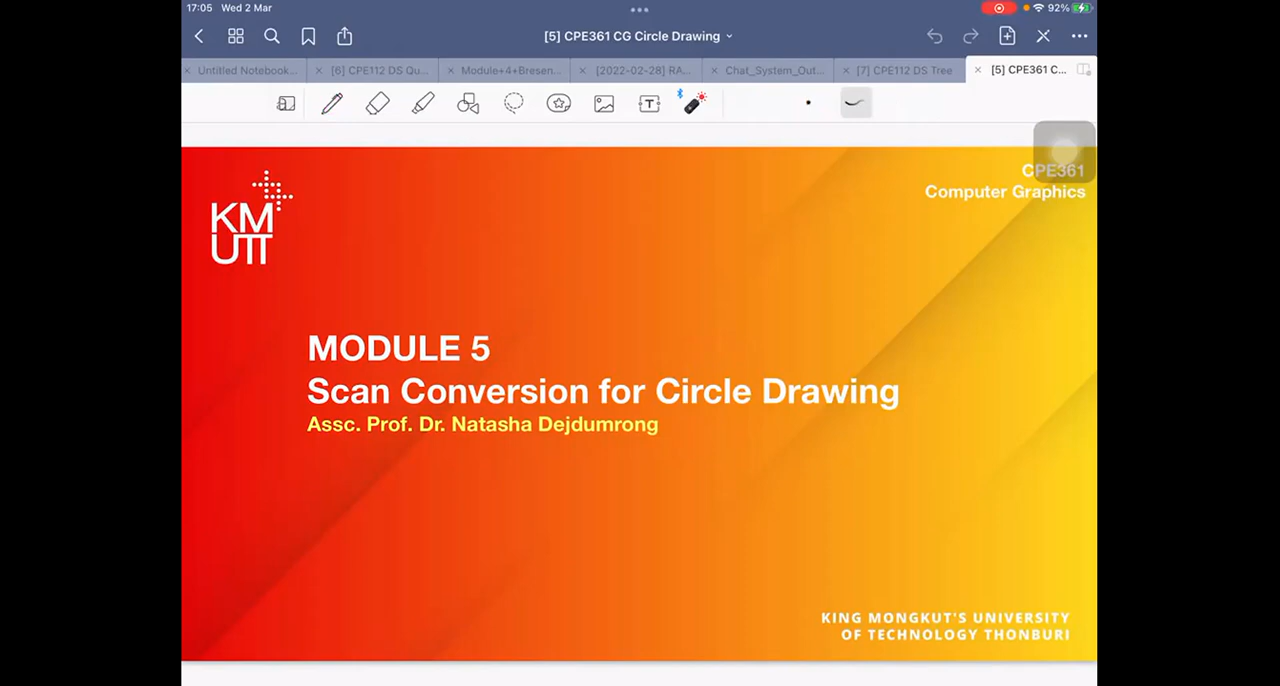 17:05 Wed 2 Mar
92%
[5] CPE361 CG Circle Drawing
Untitled Notebook...
[6] CPE112 DS Qu...
Module+4+Bresen...
[2022-02-28] RA...
Chat_System_Out...
[7] CPE112 DS Tree
[5] CPE361 C...
T
KM
UTT
CPE361
Computer Graphics
MODULE 5
Scan Conversion for Circle Drawing
Assc. Prof. Dr. Natasha Dejdumrong
KING MONGKUT'S UNIVERSITY
OF TECHNOLOGY THONBURI